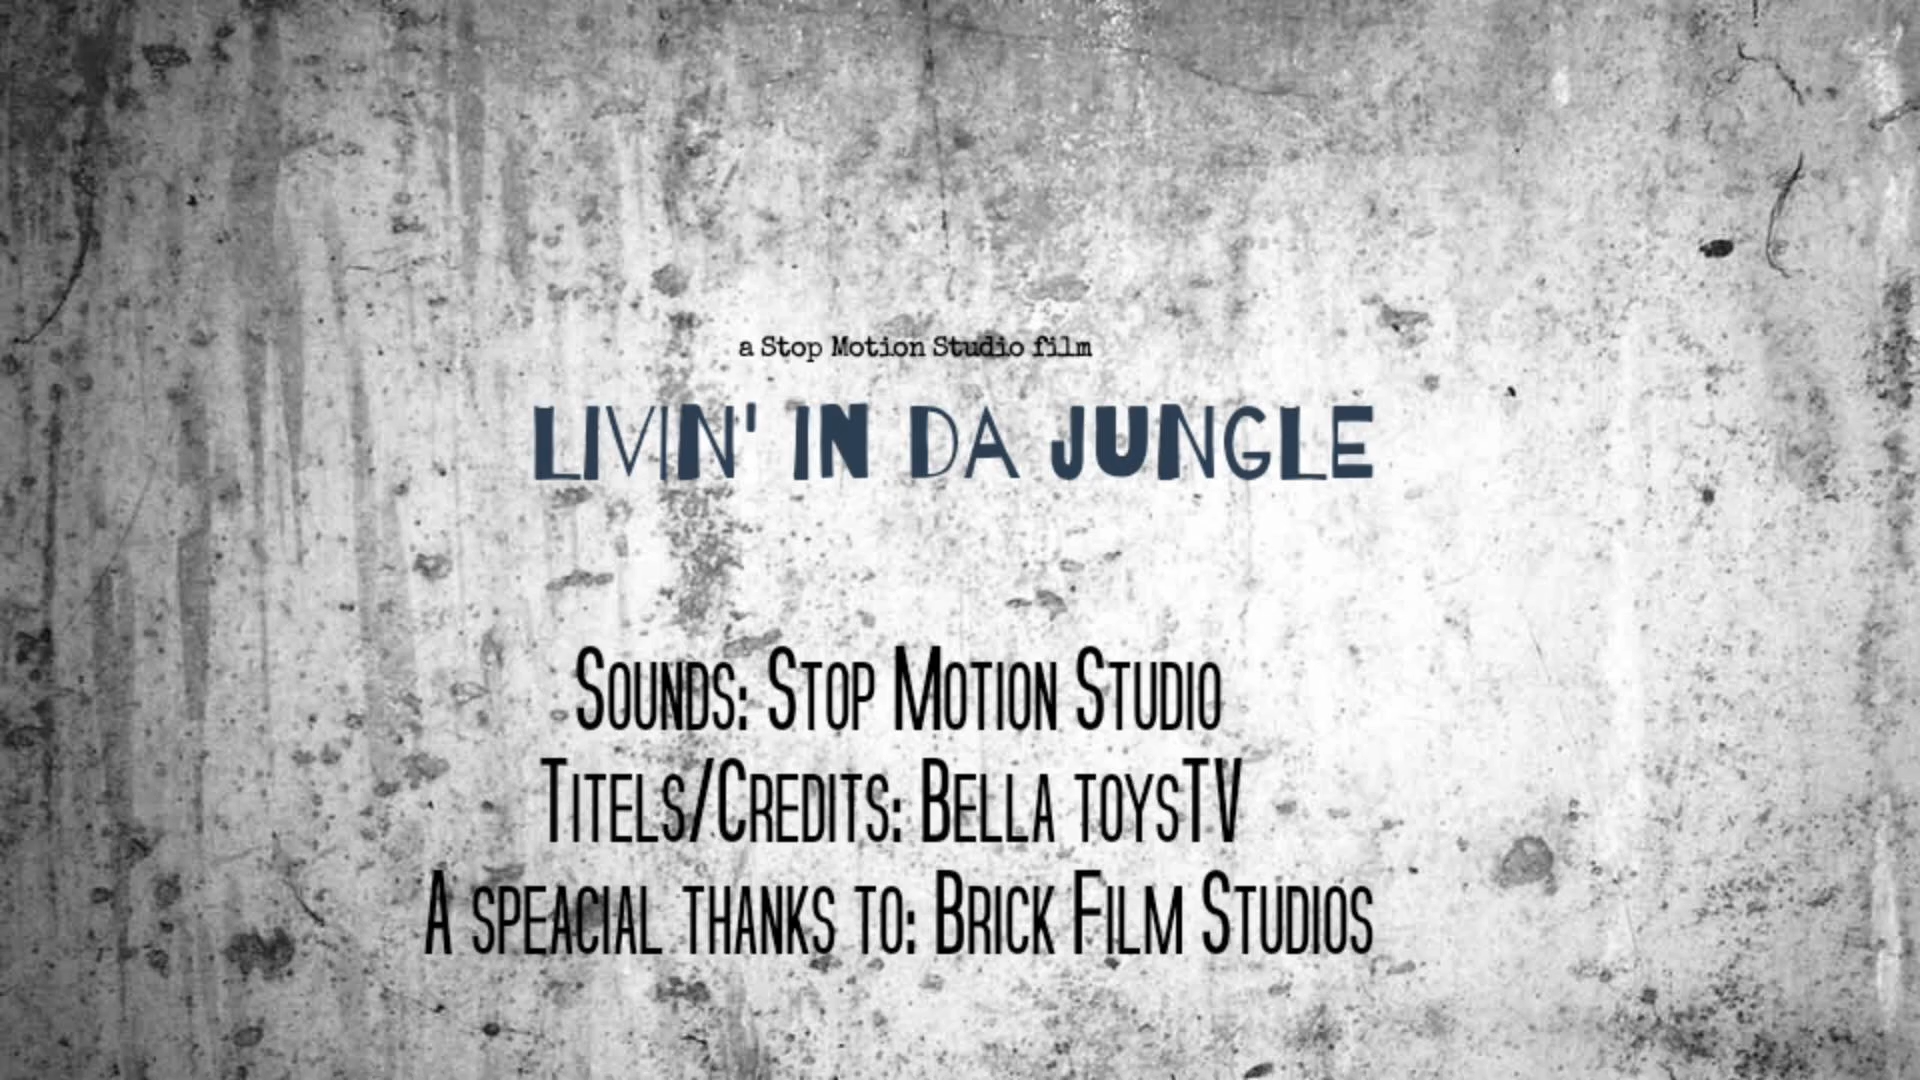 a Stop Motion Studio film
LIVIN' IN DA JUNGLE
Sounds: Stop Motion Studio
Titels/Credits: Bella toysTV
A speacial thanks to: Brick Film Studios